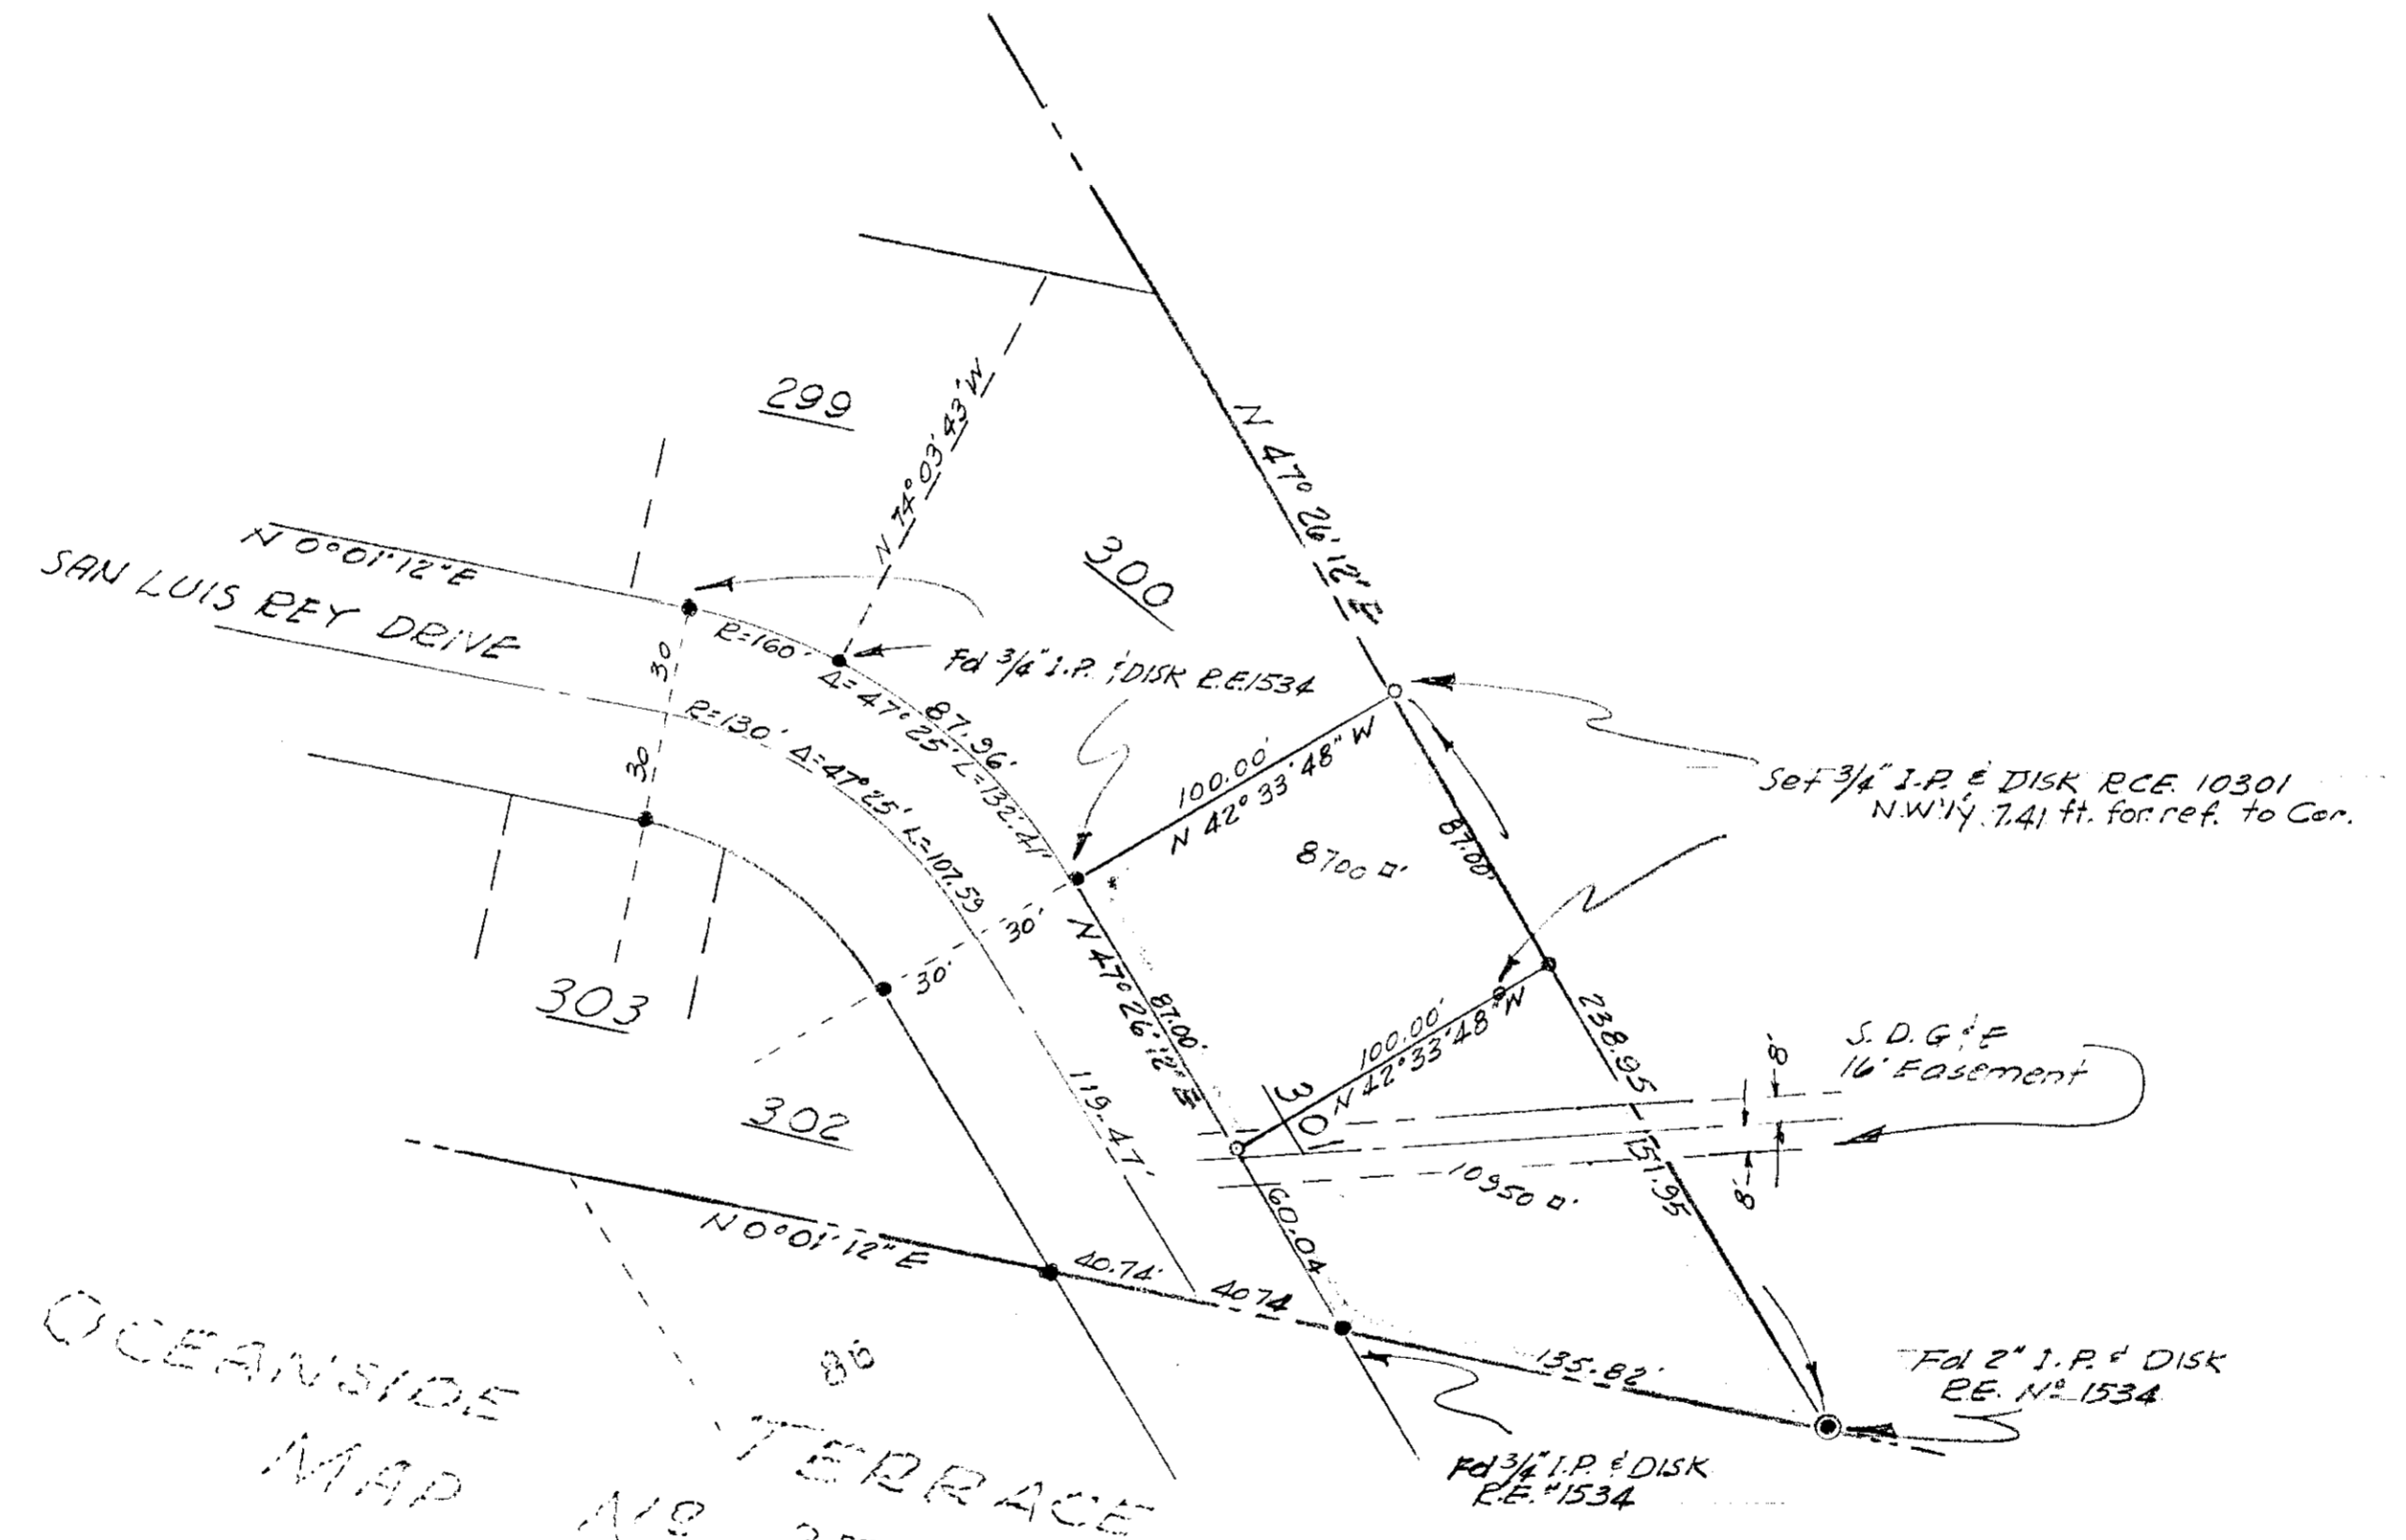 299
N 74° 03' 43" W
N 47° 26' 12" E
300
N 0° 01' 12" E
SAN LUIS REY DRIVE
30
30
R=160'
Δ=47° 25' L=132.41'
87.96'
Fd 3/4" I.P. & DISK R.E. 1534
R=130' Δ=47° 25' L=107.59
100.00'
N 42° 33' 48" W
8700 □'
87.00'
Set 3/4" I.P. & DISK R.C.E. 10301
N.W'ly. 7.41 ft. for ref. to Cor.
30'
30'
N 47° 26' 12" E
87.00'
303
302
119.47'
100.00'
N 42° 33' 48" W
301
238.95
S.D.G & E
16' Easement
8'
8'
151.95
10950 □'
60.04
N 0° 01' 12" E
40.74'
40.74
135.82'
Fd 2" I.P. & DISK
R.E. No 1534
Fd 3/4" I.P. & DISK
R.E. #1534
OCEANSIDE
TERRACE
MAP No